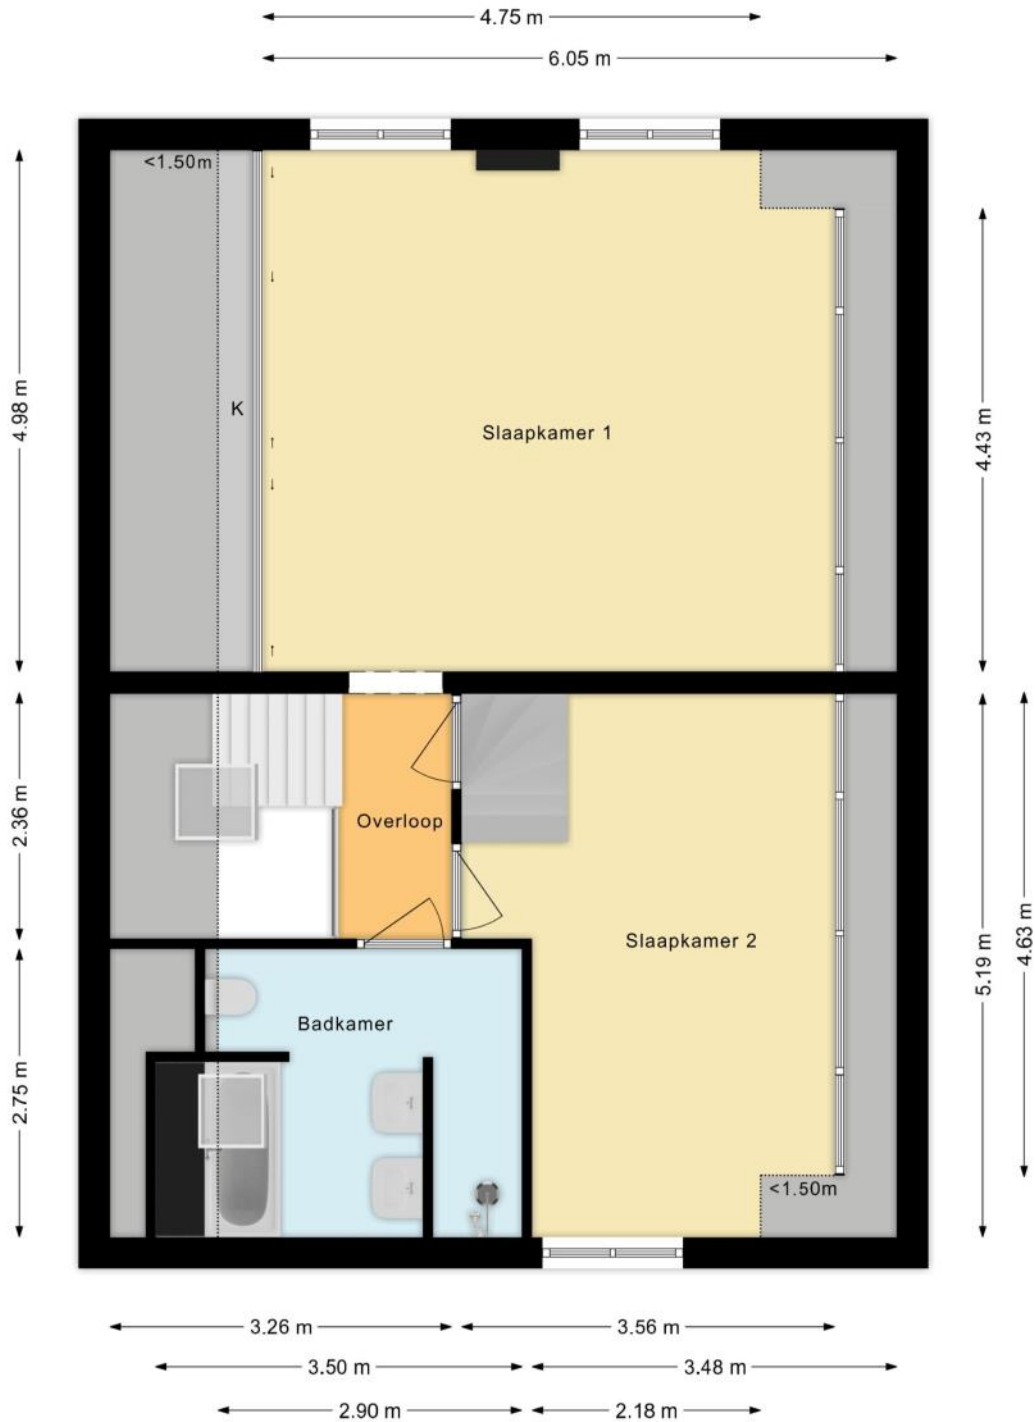 4.75 m
6.05 m
<1.50m
4.98 m
K
Slaapkamer 1
4.43 m
2.36 m
Overloop
Slaapkamer 2
5.19 m
4.63 m
Badkamer
2.75 m
<1.50m
3.26 m
3.56 m
3.50 m
3.48 m
2.90 m
2.18 m